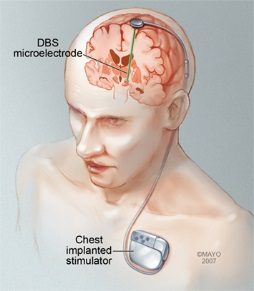 DBS
microelectrode
Chest
implanted
stimulator
©MAYO
2007